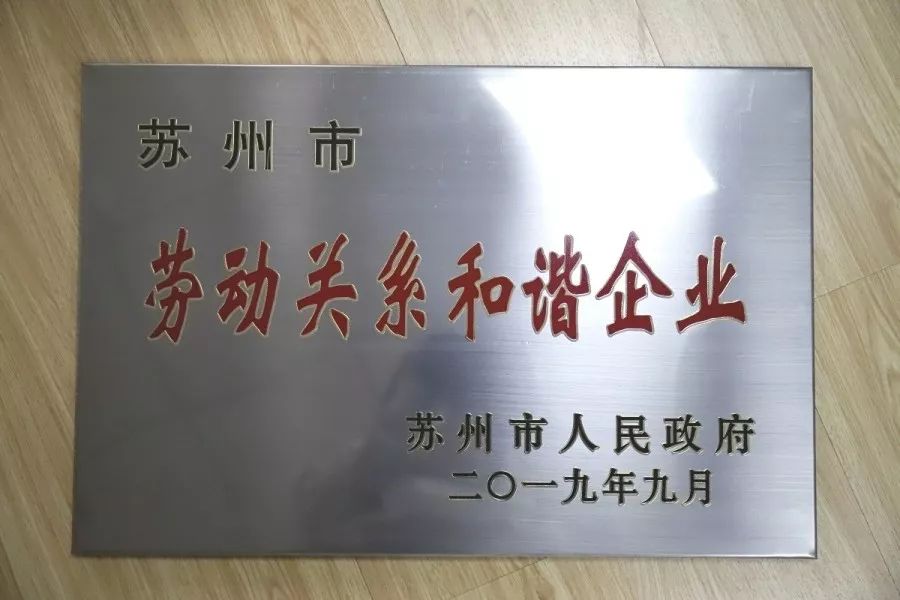 苏州市
劳动关系和谐企业
苏州市人民政府
二〇一九年九月